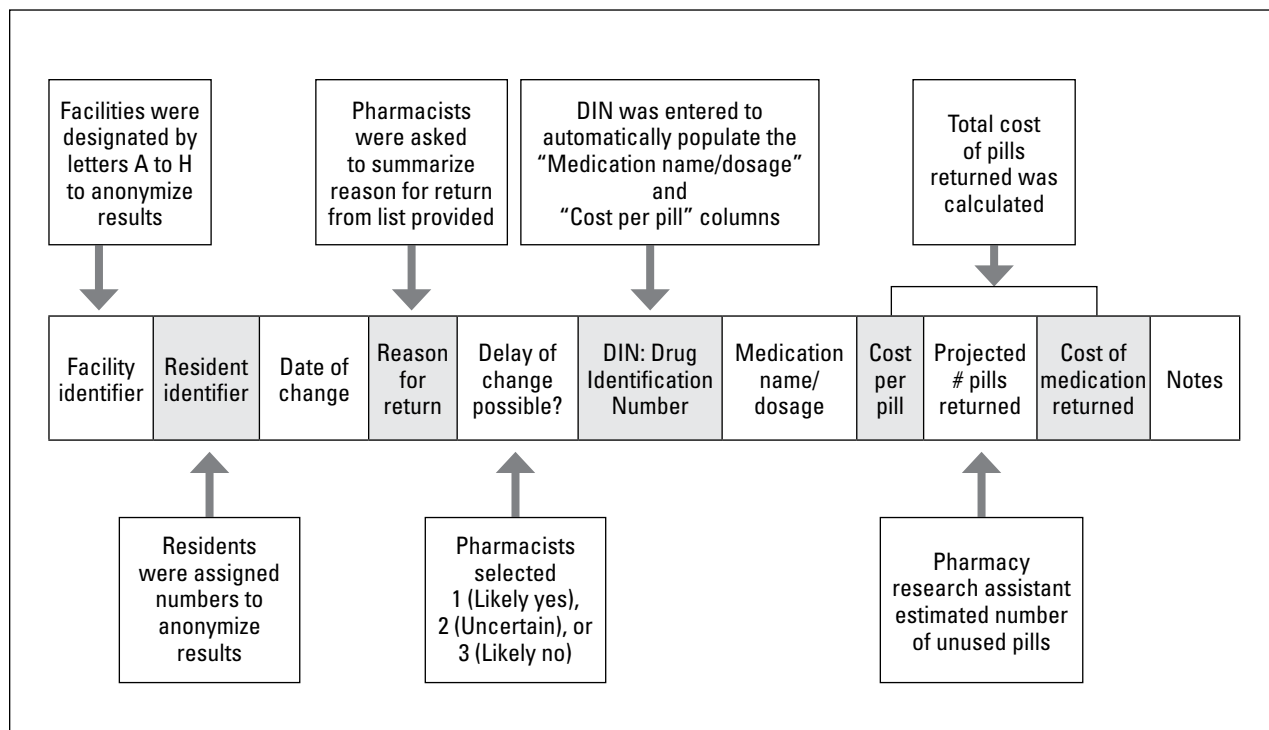 Facilities were
designated by
letters A to H
to anonymize
results
Pharmacists
were asked
to summarize
reason for return
from list provided
DIN was entered to
automatically populate the
“Medication name/dosage”
and
“Cost per pill” columns
Total cost
of pills
returned was
calculated
Facility
identifier
Resident
identifier
Date of
change
Reason
for
return
Delay of
change
possible?
DIN: Drug
Identification
Number
Medication
name/
dosage
Cost
per
pill
Projected
# pills
returned
Cost of
medication
returned
Notes
Residents
were assigned
numbers to
anonymize
results
Pharmacists
selected
1 (Likely yes),
2 (Uncertain), or
3 (Likely no)
Pharmacy
research assistant
estimated number
of unused pills